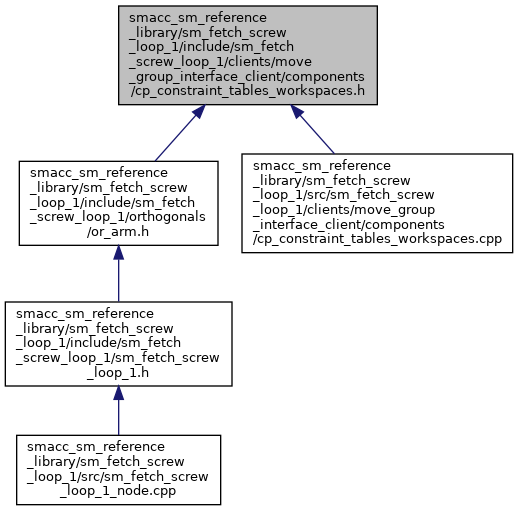 smacc_sm_reference
_library/sm_fetch_screw
_loop_1/include/sm_fetch
_screw_loop_1/clients/move
_group_interface_client/components
/cp_constraint_tables_workspaces.h
smacc_sm_reference
_library/sm_fetch_screw
_loop_1/include/sm_fetch
_screw_loop_1/orthogonals
/or_arm.h
smacc_sm_reference
_library/sm_fetch_screw
_loop_1/src/sm_fetch_screw
_loop_1/clients/move_group
_interface_client/components
/cp_constraint_tables_workspaces.cpp
smacc_sm_reference
_library/sm_fetch_screw
_loop_1/include/sm_fetch
_screw_loop_1/sm_fetch_screw
_loop_1.h
smacc_sm_reference
_library/sm_fetch_screw
_loop_1/src/sm_fetch_screw
_loop_1_node.cpp